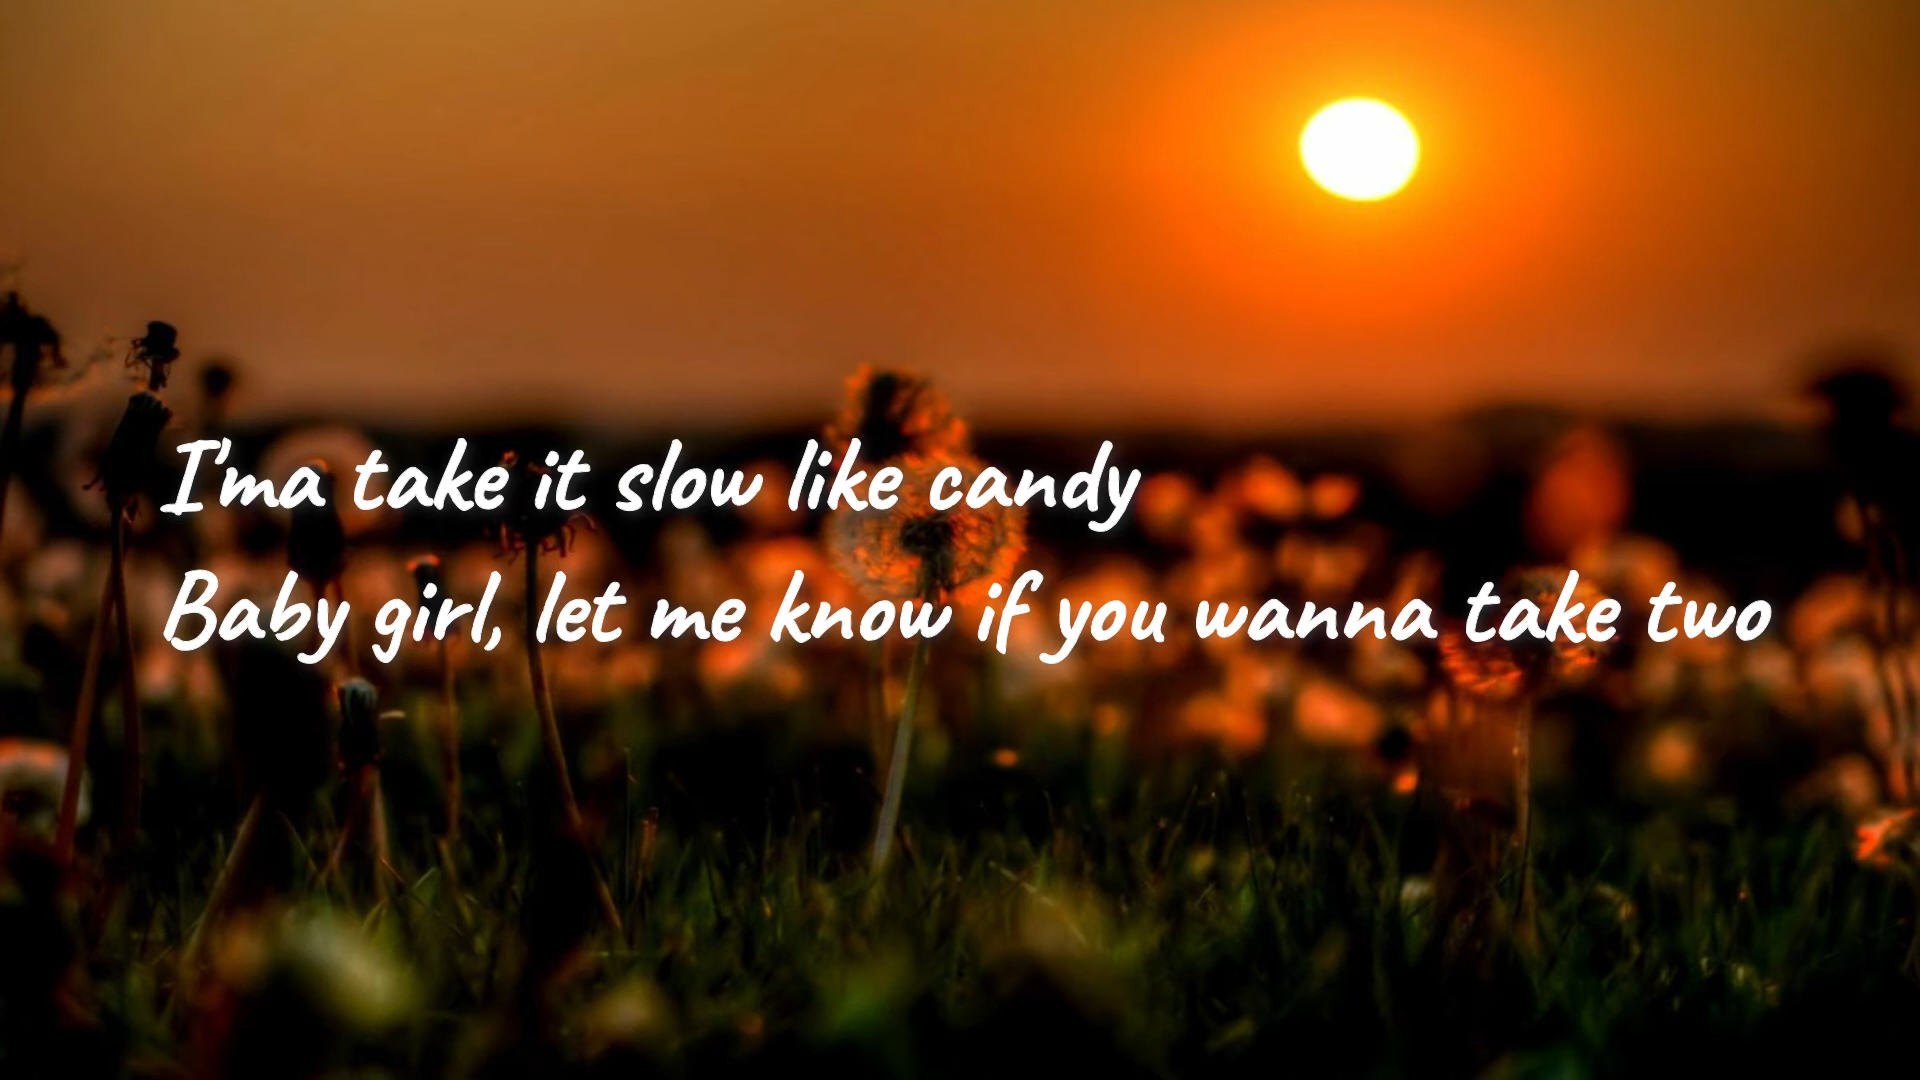 I'ma take it slow like candy
Baby girl, let me know if you wanna take two